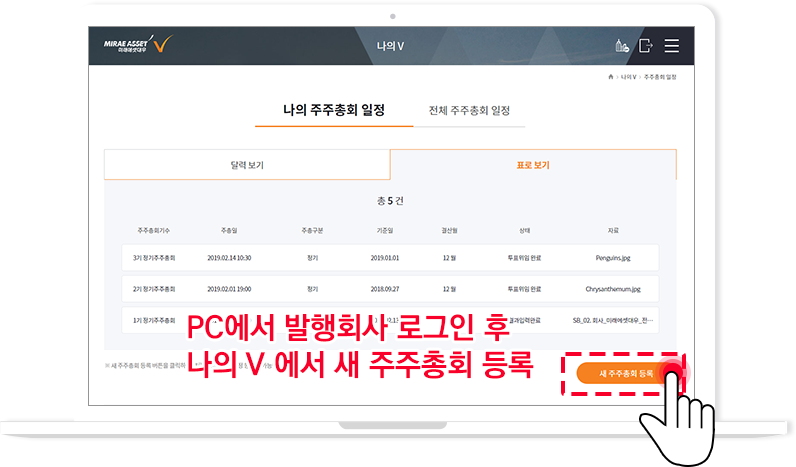 MIRAE ASSET
미래에셋대우
나의 V
나의 V > 주주총회 일정
나의 주주총회 일정 전체 주주총회 일정
달력 보기 표로 보기
총 5 건
주주총회기수 주총일 주총구분 기준일 결산월 상태 자료
3기 정기주주총회 2019.02.14 10:30 정기 2019.01.01 12 월 투표위임 완료 Penguins.jpg
2기 정기주주총회 2019.02.01 19:00 정기 2018.09.27 12 월 투표위임 완료 Chrysanthemum.jpg
1기 정기주주총회 결과입력완료 SB_02. 회사_미래에셋대우_전…
PC에서 발행회사 로그인 후
나의 V 에서 새 주주총회 등록
※ 새 주주총회 등록 버튼을 클릭하 가능
새 주주총회 등록